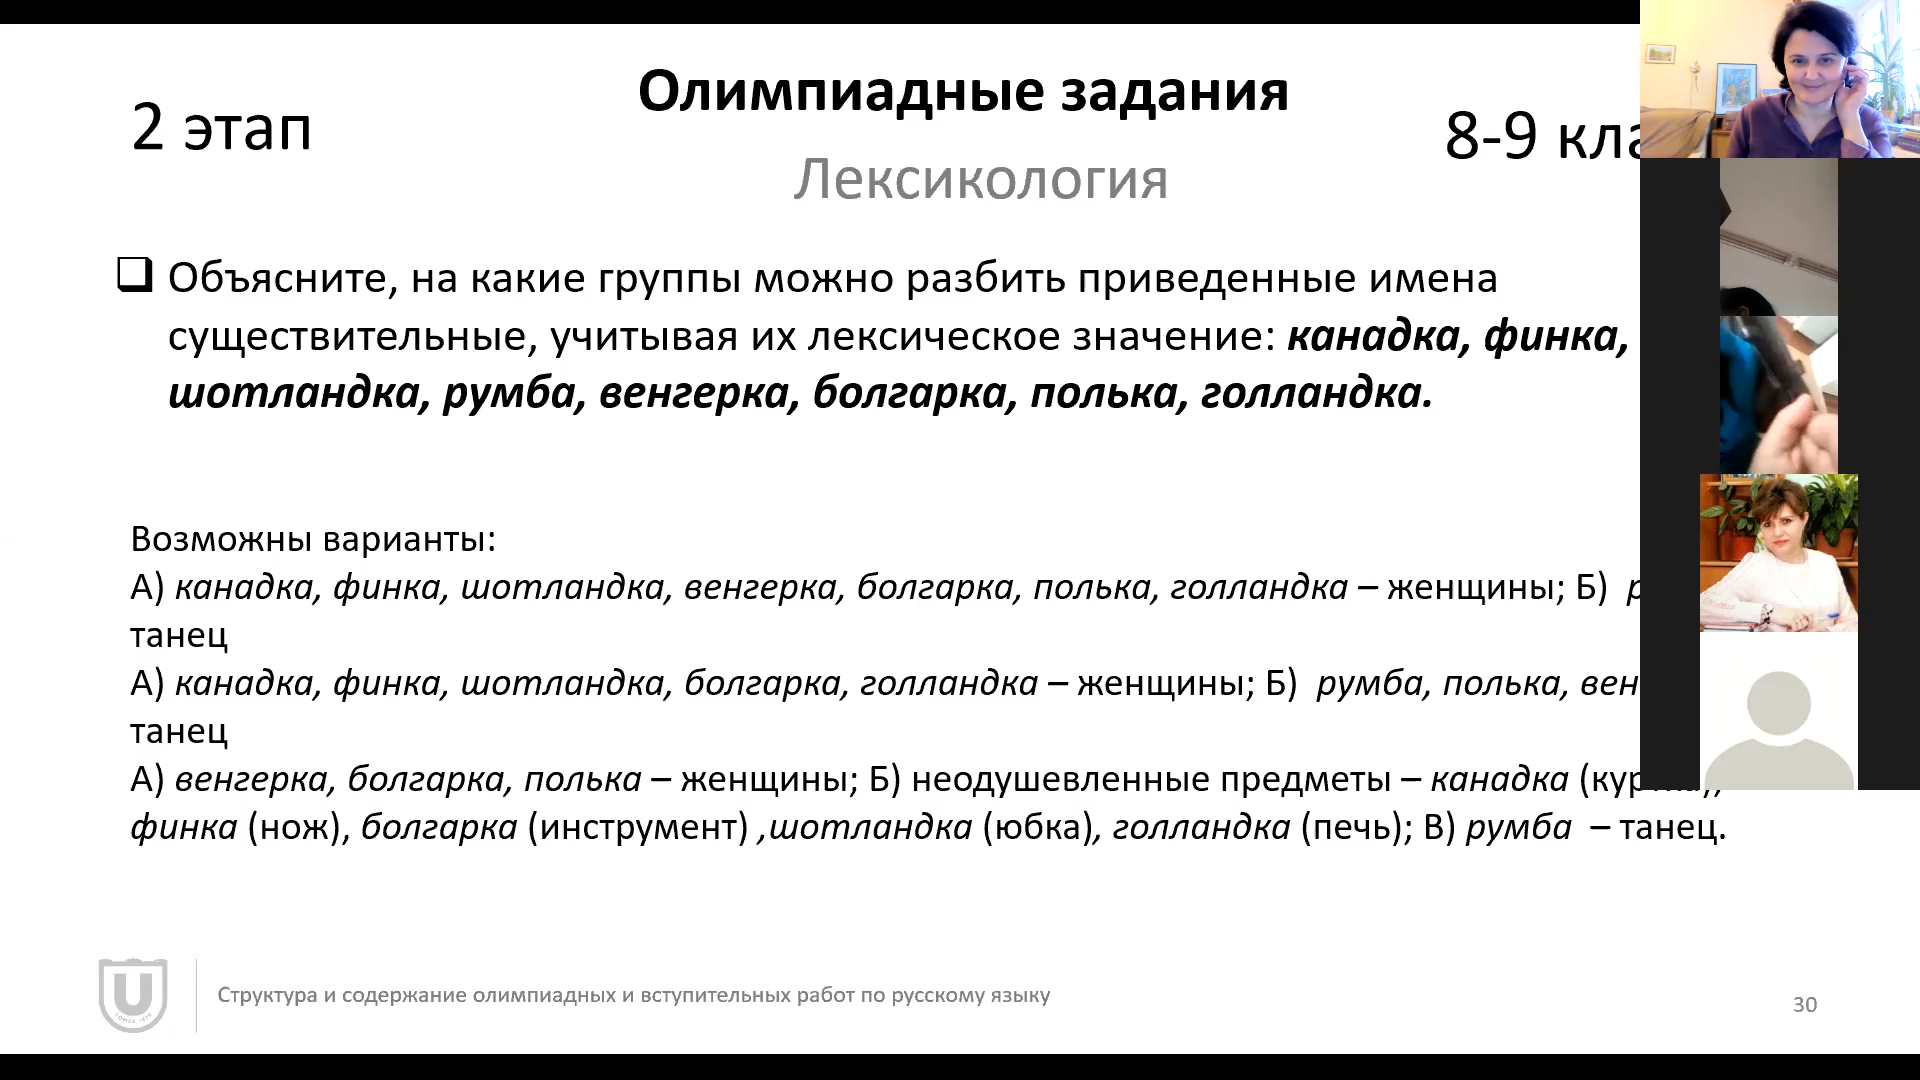 2 этап
Олимпиадные задания
8-9
Лексикология
Объясните, на какие группы можно разбить приведенные имена
существительные, учитывая их лексическое значение: канадка, финка,
шотландка, румба, венгерка, болгарка, полька, голландка.
Возможны варианты:
А) канадка, финка, шотландка, венгерка, болгарка, полька, голландка – женщины; Б)
танец
А) канадка, финка, шотландка, болгарка, голландка – женщины; Б) румба, полька,
танец
А) венгерка, болгарка, полька – женщины; Б) неодушевленные предметы – канадка
финка (нож), болгарка (инструмент) ,шотландка (юбка), голландка (печь); В) румба – танец.
Структура и содержание олимпиадных и вступительных работ по русскому языку
30